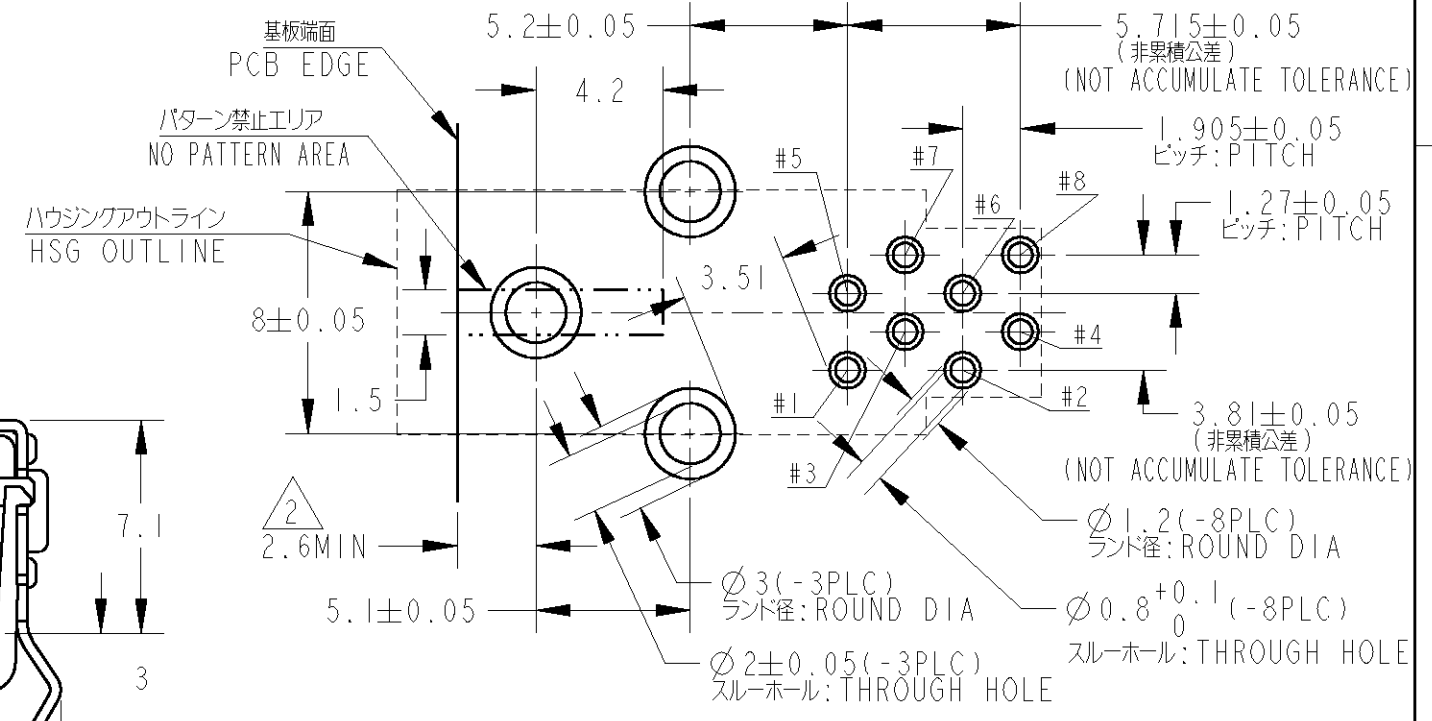 5.2±0.05
5.715±0.05
(非累積公差)
(NOT ACCUMULATE TOLERANCE)
基板端面
PCB EDGE
4.2
パターン禁止エリア
NO PATTERN AREA
1.905±0.05
ピッチ:PITCH
#5
#7
#6
#8
1.27±0.05
ピッチ:PITCH
ハウジングアウトライン
HSG OUTLINE
3.51
8±0.05
1.5
#4
#1
#2
#3
3.81±0.05
(非累積公差)
(NOT ACCUMULATE TOLERANCE)
7.1
2
2.6MIN
Ø1.2(-8PLC)
ランド径:ROUND DIA
Ø3(-3PLC)
ランド径:ROUND DIA
5.1±0.05
Ø0.8 +0.1 0 (-8PLC)
スルーホール:THROUGH HOLE
3
Ø2±0.05(-3PLC)
スルーホール:THROUGH HOLE